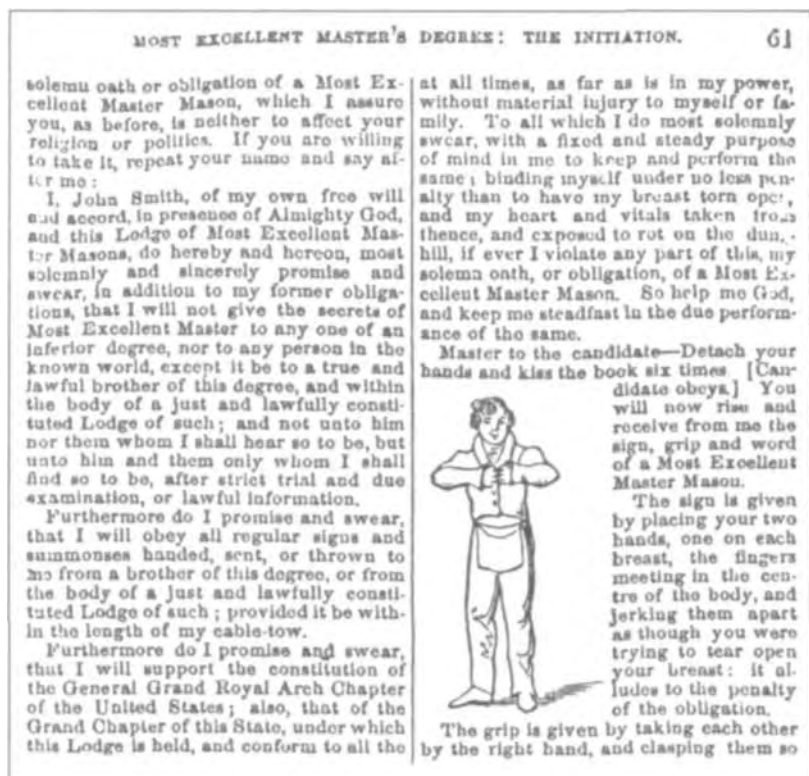 MOST EXCELLENT MASTER'S DEGREE: THE INITIATION. 61
solemn oath or obligation of a Most Ex-
cellent Master Mason, which I assure
you, as before, is neither to affect your
religion or politics. If you are willing
to take it, repeat your name and say af-
ter me:
I, John Smith, of my own free will
and accord, in presence of Almighty God,
and this Lodge of Most Excellent Mas-
ter Masons, do hereby and hereon, most
solemnly and sincerely promise and
swear, in addition to my former obliga-
tions, that I will not give the secrets of
Most Excellent Master to any one of an
inferior degree, nor to any person in the
known world, except it be to a true and
lawful brother of this degree, and within
the body of a just and lawfully consti-
tuted Lodge of such; and not unto him
nor them whom I shall hear so to be, but
unto him and them only whom I shall
find so to be, after strict trial and due
examination, or lawful information.
Furthermore do I promise and swear,
that I will obey all regular signs and
summonses handed, sent, or thrown to
me from a brother of this degree, or from
the body of a just and lawfully consti-
tuted Lodge of such; provided it be with-
in the length of my cable-tow.
Furthermore do I promise and swear,
that I will support the constitution of
the General Grand Royal Arch Chapter
of the United States; also, that of the
Grand Chapter of this State, under which
this Lodge is held, and conform to all the
at all times, as far as is in my power,
without material injury to myself or fa-
mily. To all which I do most solemnly
swear, with a fixed and steady purpose
of mind in me to keep and perform the
same; binding myself under no less pen-
alty than to have my breast torn open,
and my heart and vitals taken from
thence, and exposed to rot on the dung-
hill, if ever I violate any part of this, my
solemn oath, or obligation, of a Most Ex-
cellent Master Mason. So help me God,
and keep me steadfast in the due perform-
ance of the same.
Master to the candidate—Detach your
hands and kiss the book six times. [Can-
didate obeys.] You
will now rise and
receive from me the
sign, grip and word
of a Most Excellent
Master Mason.
The sign is given
by placing your two
hands, one on each
breast, the fingers
meeting in the cen-
tre of the body, and
jerking them apart
as though you were
trying to tear open
your breast: it al-
ludes to the penalty
of the obligation.
The grip is given by taking each other
by the right hand, and clasping them so